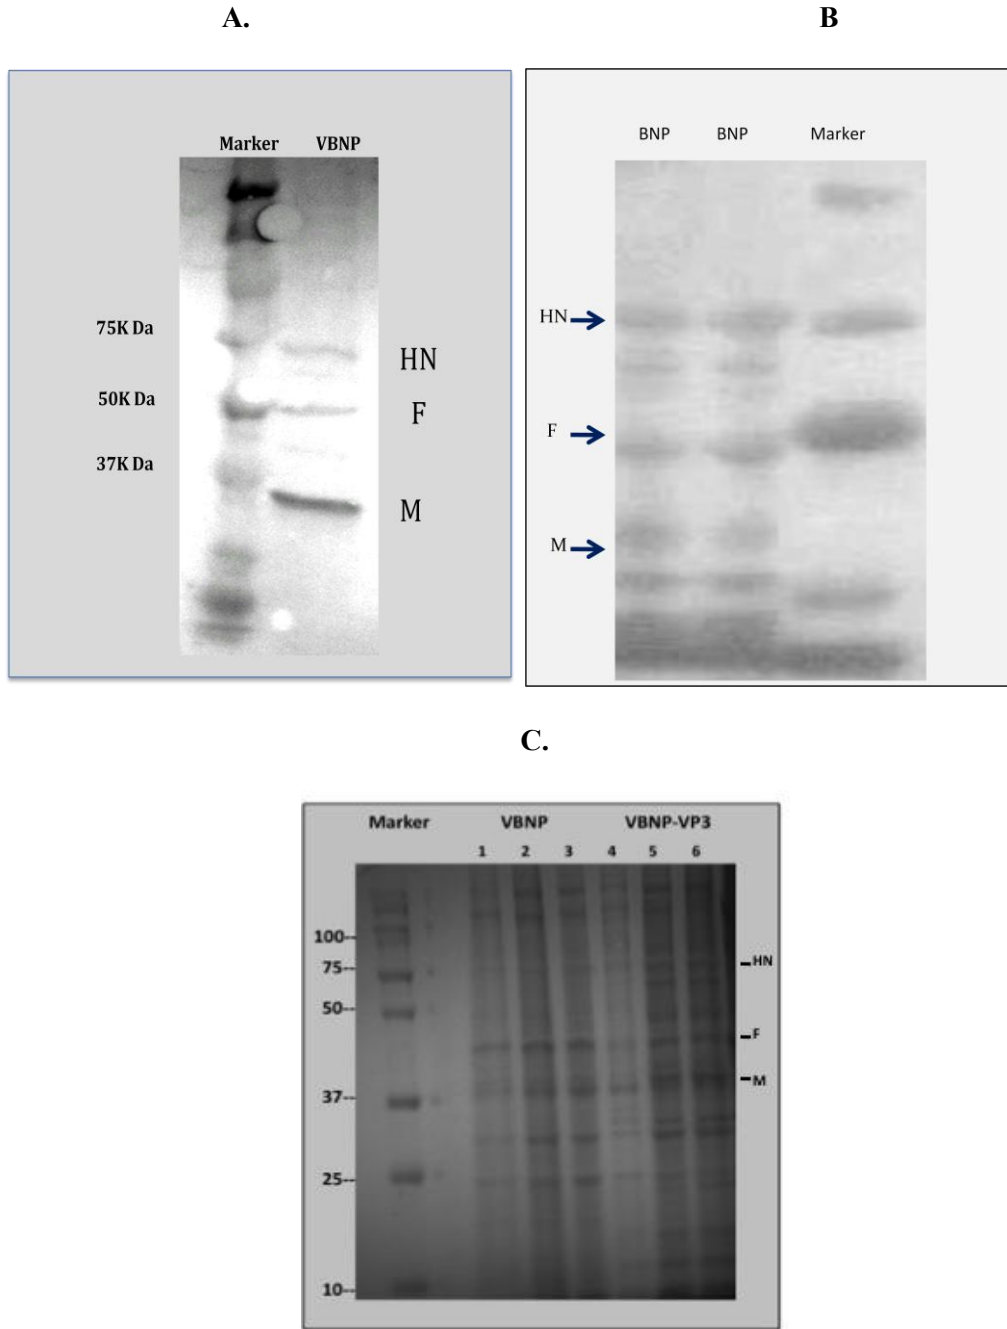 A.
B
Marker VBNP
75K Da
HN
50K Da
F
37K Da
M
BNP BNP Marker
HN
F
M
C.
Marker VBNP VBNP-VP3
1 2 3 4 5 6
100--
75--
HN
50--
F
M
37--
25--
10--